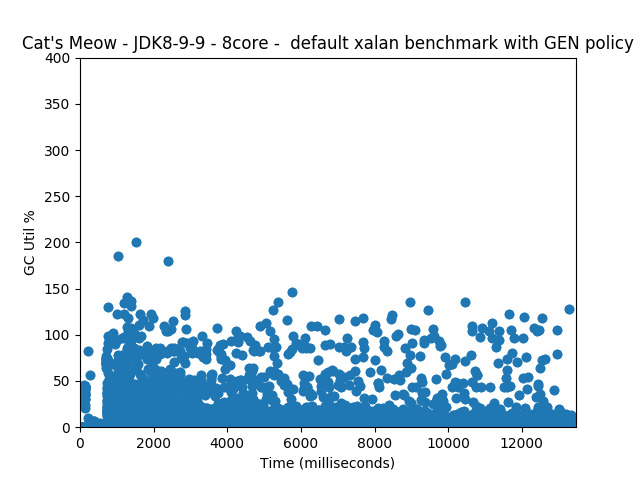 Cat's Meow - JDK8-9-9 - 8core -  default xalan benchmark with GEN policy
400
350
300
250
200
150
100
50
0
GC Util %
0 2000 4000 6000 8000 10000 12000
Time (milliseconds)